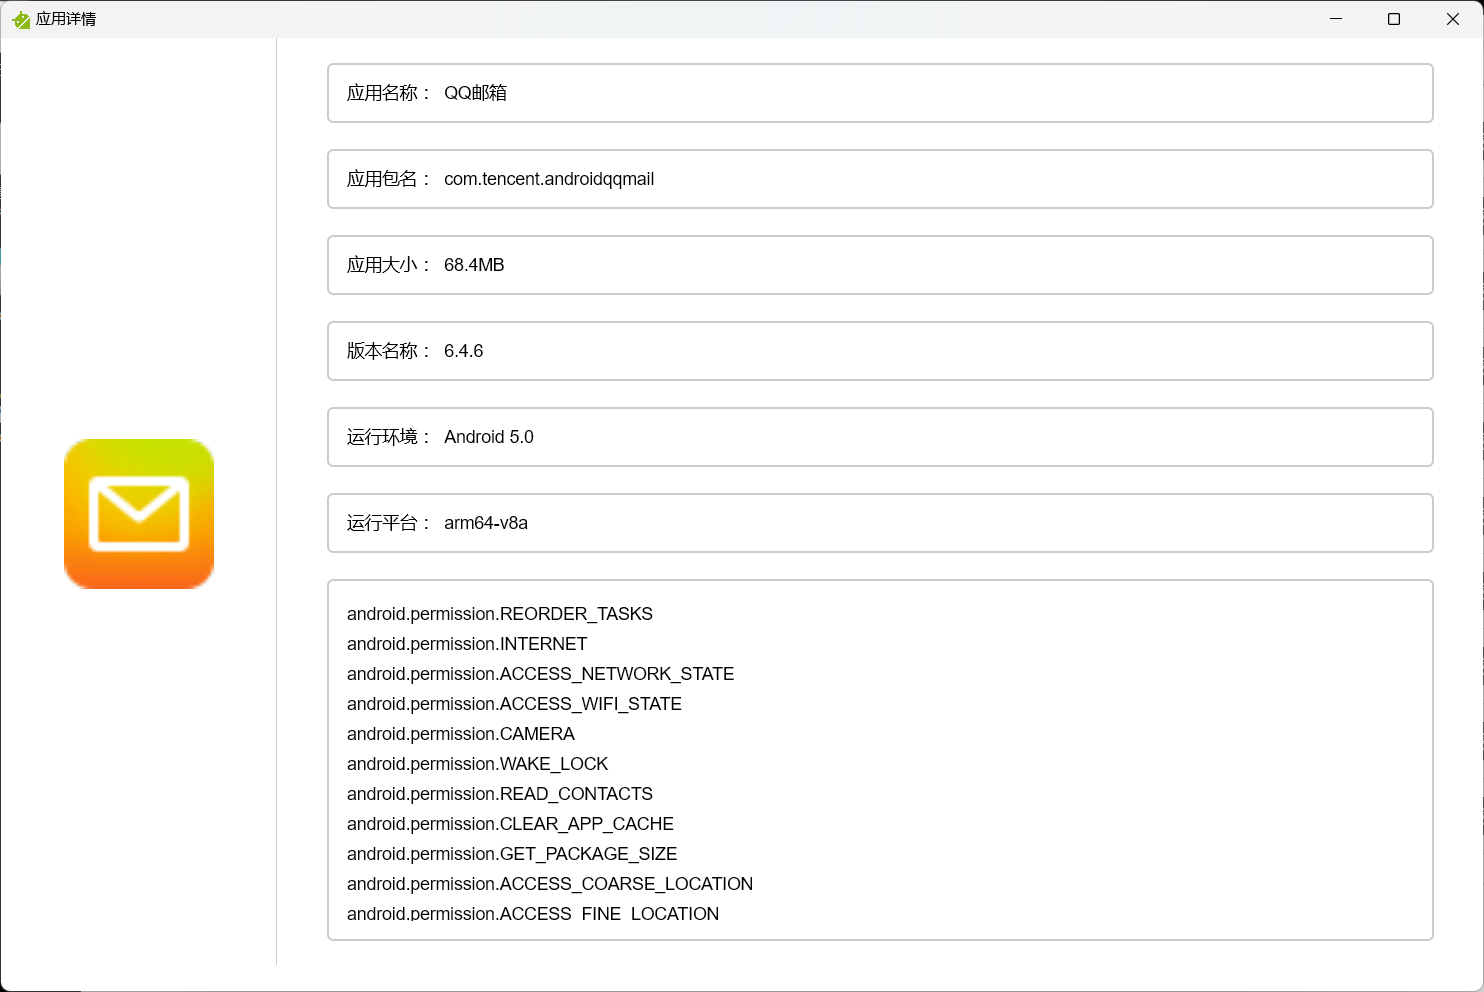 应用详情
应用名称： QQ邮箱
应用包名： com.tencent.androidqqmail
应用大小： 68.4MB
版本名称： 6.4.6
运行环境： Android 5.0
运行平台： arm64-v8a
android.permission.REORDER_TASKS
android.permission.INTERNET
android.permission.ACCESS_NETWORK_STATE
android.permission.ACCESS_WIFI_STATE
android.permission.CAMERA
android.permission.WAKE_LOCK
android.permission.READ_CONTACTS
android.permission.CLEAR_APP_CACHE
android.permission.GET_PACKAGE_SIZE
android.permission.ACCESS_COARSE_LOCATION
android.permission.ACCESS_FINE_LOCATION